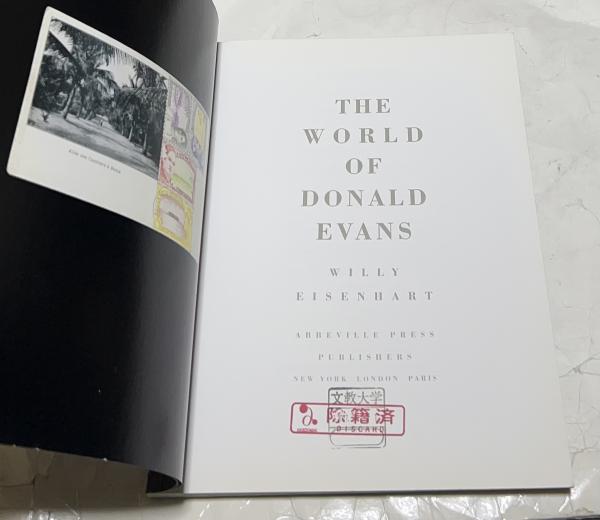 THE
WORLD
OF
DONALD
EVANS
WILLY
EISENHART
ABBEVILLE PRESS
PUBLISHERS
NEW YORK LONDON PARIS
文教大学
除籍済
DISCARD